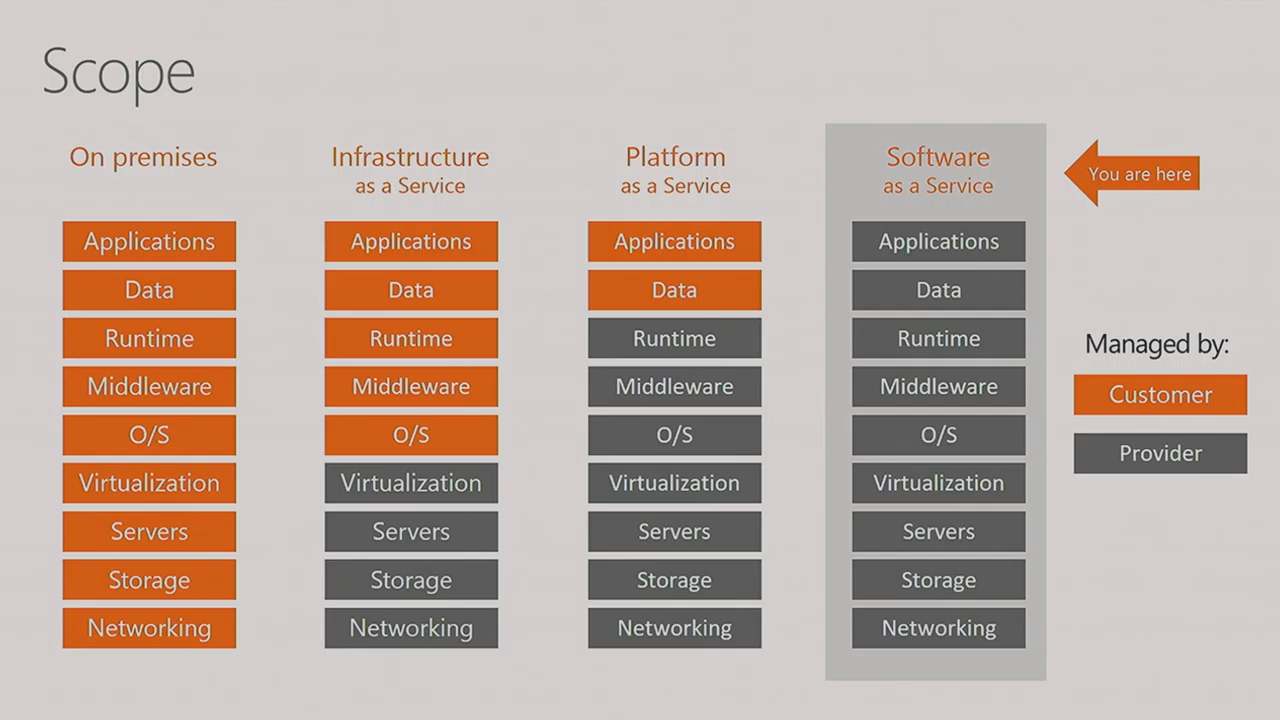 Scope
On premises
Applications
Data
Runtime
Middleware
O/S
Virtualization
Servers
Storage
Networking
Infrastructure
as a Service
Applications
Data
Runtime
Middleware
O/S
Virtualization
Servers
Storage
Networking
Platform
as a Service
Applications
Data
Runtime
Middleware
O/S
Virtualization
Servers
Storage
Networking
Software
as a Service
Applications
Data
Runtime
Middleware
O/S
Virtualization
Servers
Storage
Networking
You are here
Managed by:
Customer
Provider